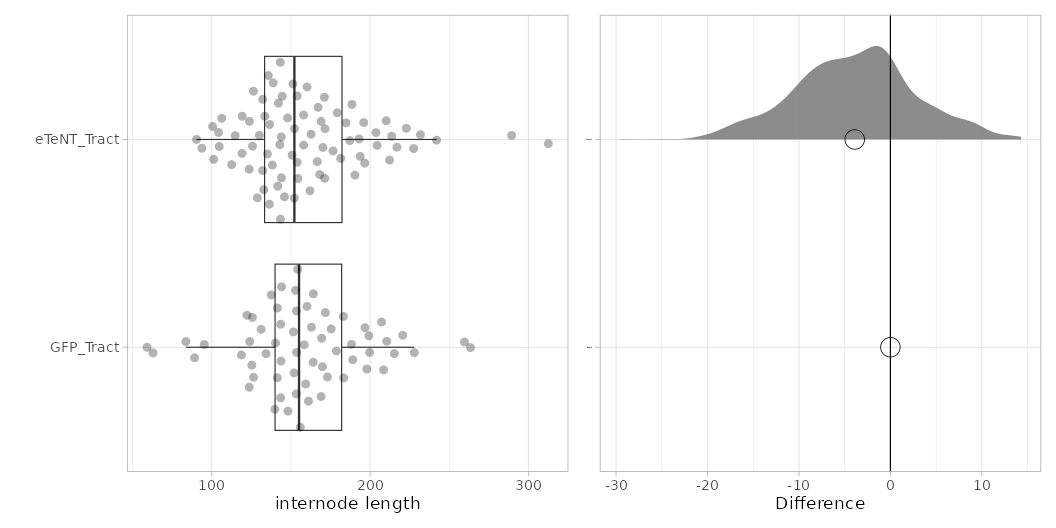 eTeNT_Tract
GFP_Tract
100 200 300
internode length
-30 -20 -10 0 10
Difference